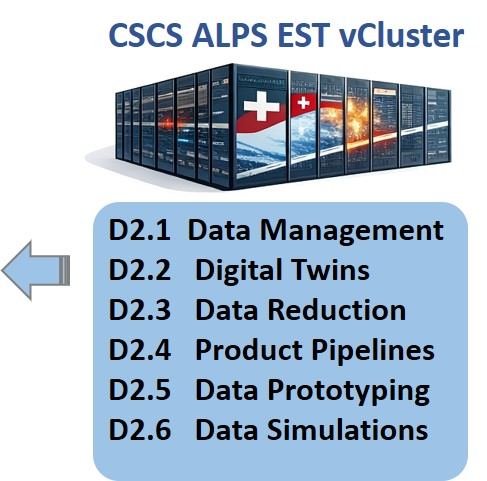 CSCS ALPS EST vCluster
D2.1 Data Management
D2.2 Digital Twins
D2.3 Data Reduction
D2.4 Product Pipelines
D2.5 Data Prototyping
D2.6 Data Simulations